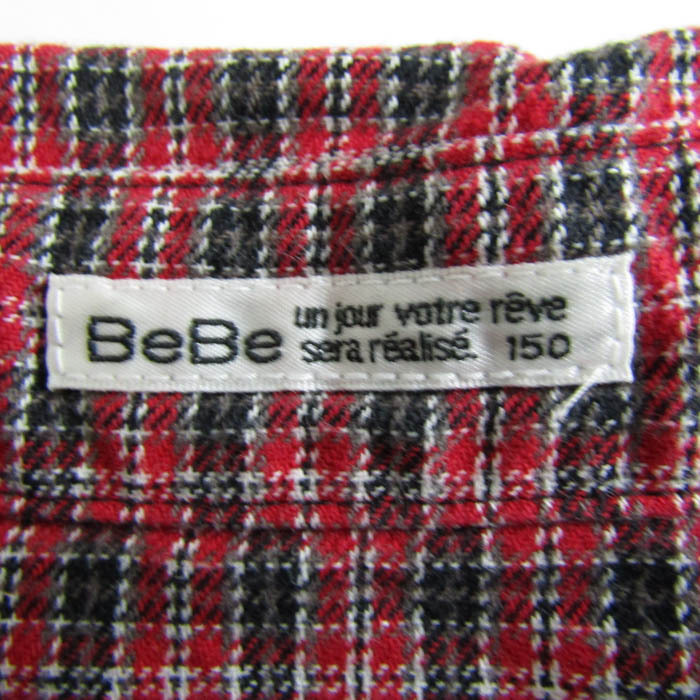 BeBe
un jour votre rêve
sera réalisé. 150